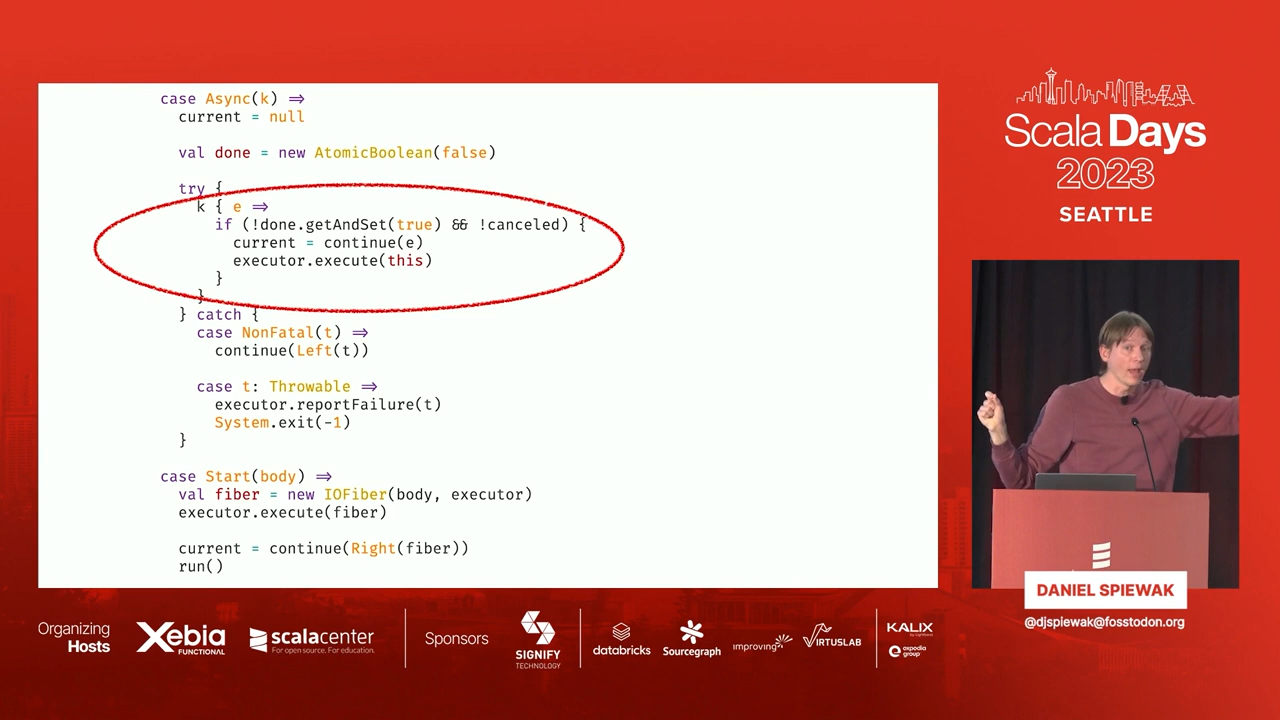 case Async(k) ⇒
current = null
val done = new AtomicBoolean(false)
try {
k { e ⇒
if (!done.getAndSet(true) && !canceled) {
current = continue(e)
executor.execute(this)
}
}
} catch {
case NonFatal(t) ⇒
continue(Left(t))
case t: Throwable ⇒
executor.reportFailure(t)
System.exit(-1)
}
case Start(body) ⇒
val fiber = new IOFiber(body, executor)
executor.execute(fiber)
current = continue(Right(fiber))
run()
Scala Days
2023
SEATTLE
DANIEL SPIEWAK
@djspiewak@fosstodon.org
Organizing
Hosts
Xebia
FUNCTIONAL
scalacenter
For open source. For education.
Sponsors
SIGNIFY
TECHNOLOGY
databricks
Sourcegraph
improving
VIRTUSLAB
KALIX
by Lightbend
expedia
group